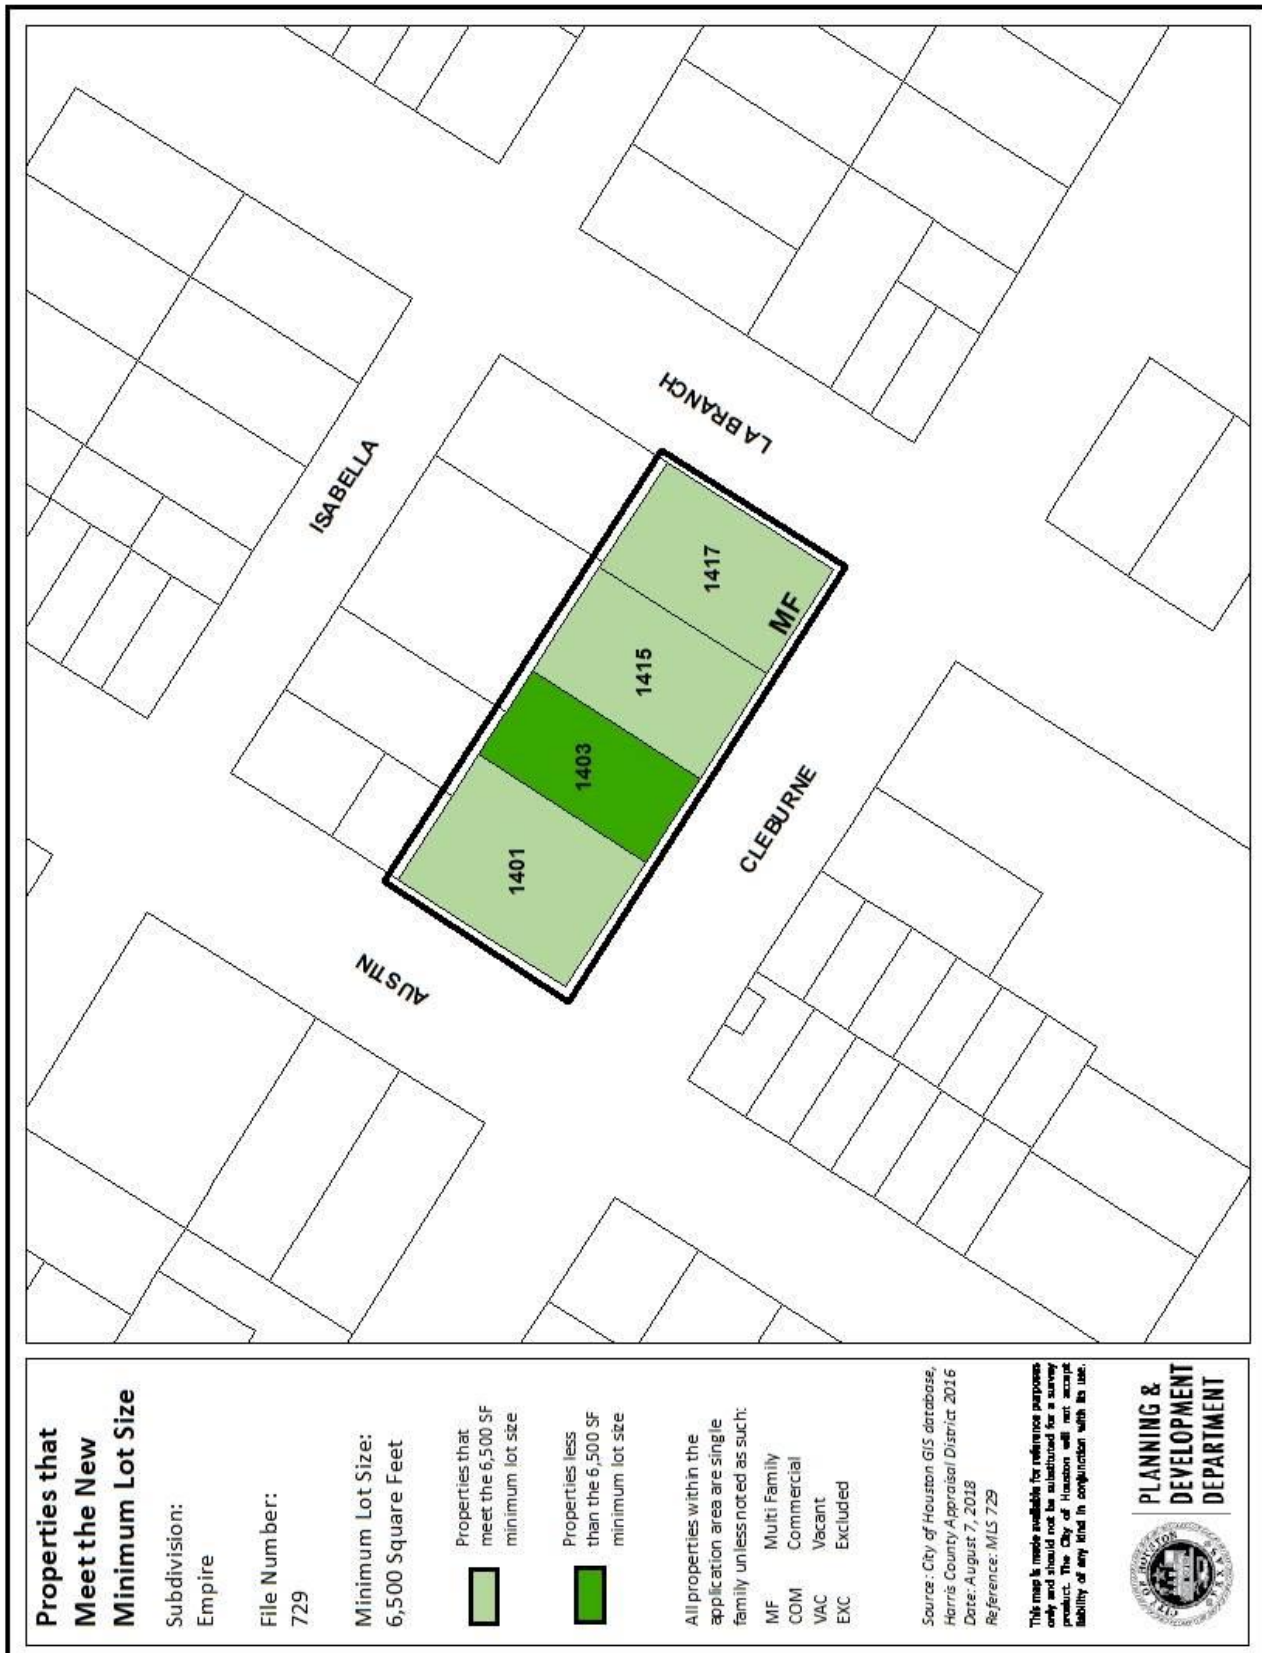 Properties that
Meet the New
Minimum Lot Size
Subdivision:
Empire
File Number:
729
Minimum Lot Size:
6,500 Square Feet
Properties that
meet the 6,500 SF
minimum lot size
Properties less
than the 6,500 SF
minimum lot size
All properties within the
application area are single
family unless noted as such:
MF Multi Family
COM Commercial
VAC Vacant
EXC Excluded
Source: City of Houston GIS database,
Harris County Appraisal District 2016
Date: August 7, 2018
Reference: MLS 729
This map is made available for reference purposes
only and should not be substituted for a survey
product. The City of Houston will not accept
liability of any kind in conjunction with its use.
CITY OF HOUSTON
TEXAS
PLANNING &
DEVELOPMENT
DEPARTMENT
ISABELLA
LA BRANCH
AUSTIN
CLEBURNE
1401
1403
1415
1417
MF